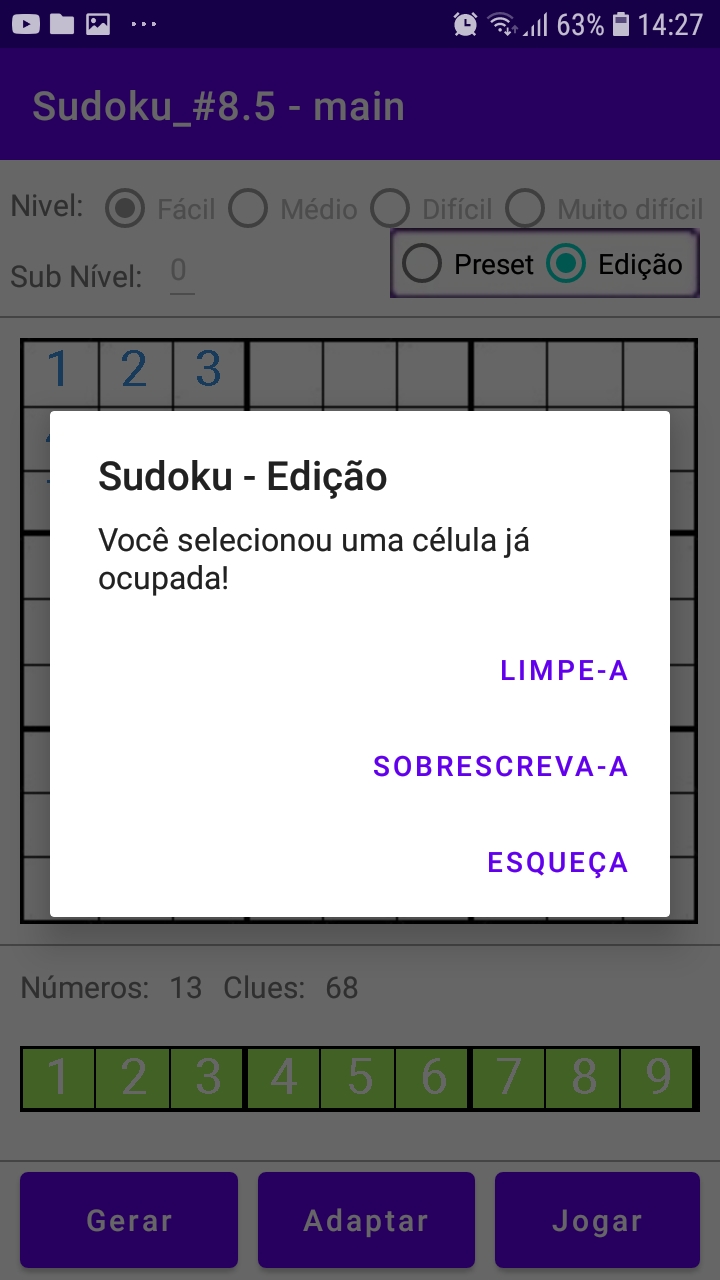 63% 14:27
Sudoku_#8.5 - main
Nivel: Fácil Médio Difícil Muito difícil
Sub Nível: 0 Preset Edição
1 2 3
Sudoku - Edição
Você selecionou uma célula já
ocupada!
LIMPE-A
SOBRESCREVA-A
ESQUEÇA
Números: 13 Clues: 68
1 2 3 4 5 6 7 8 9
Gerar Adaptar Jogar